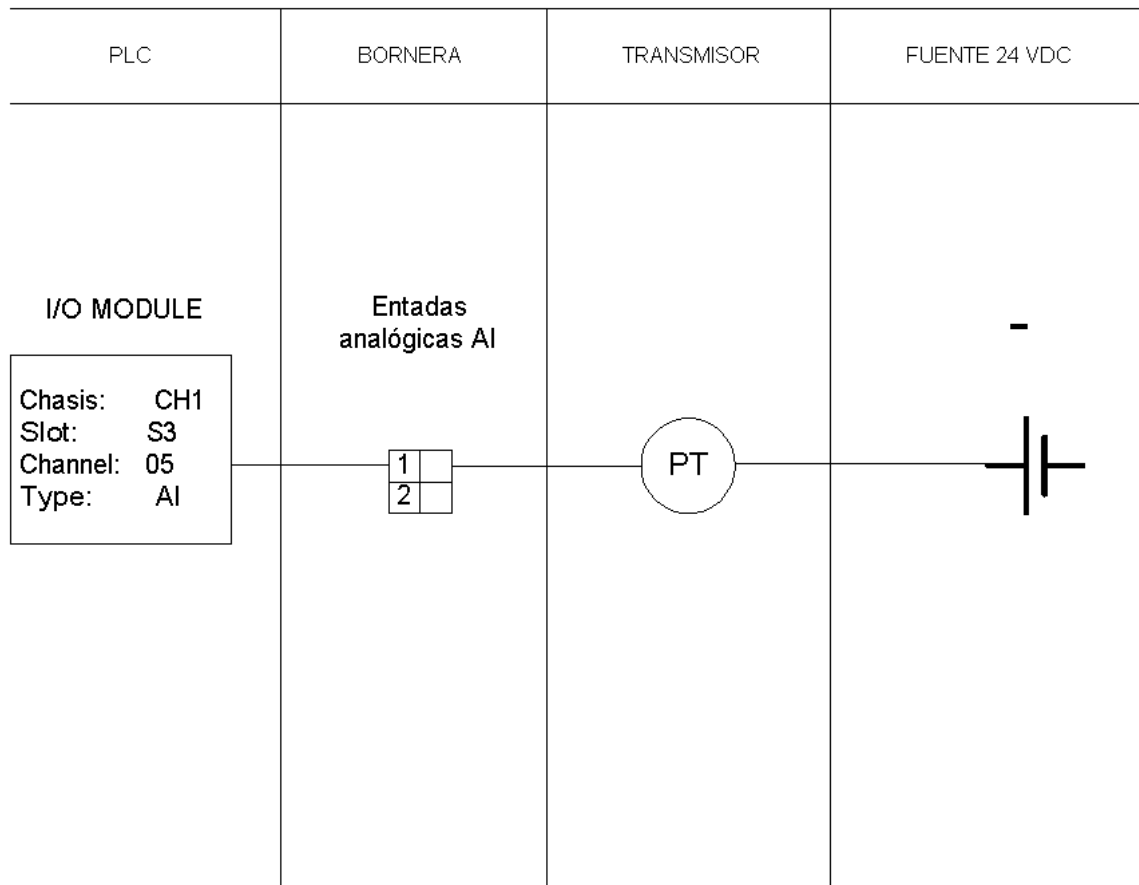 PLC
BORNERA
TRANSMISOR
FUENTE 24 VDC
I/O MODULE
Chasis: CH1
Slot: S3
Channel: 05
Type: AI
Entadas
analógicas AI
1
2
PT
-